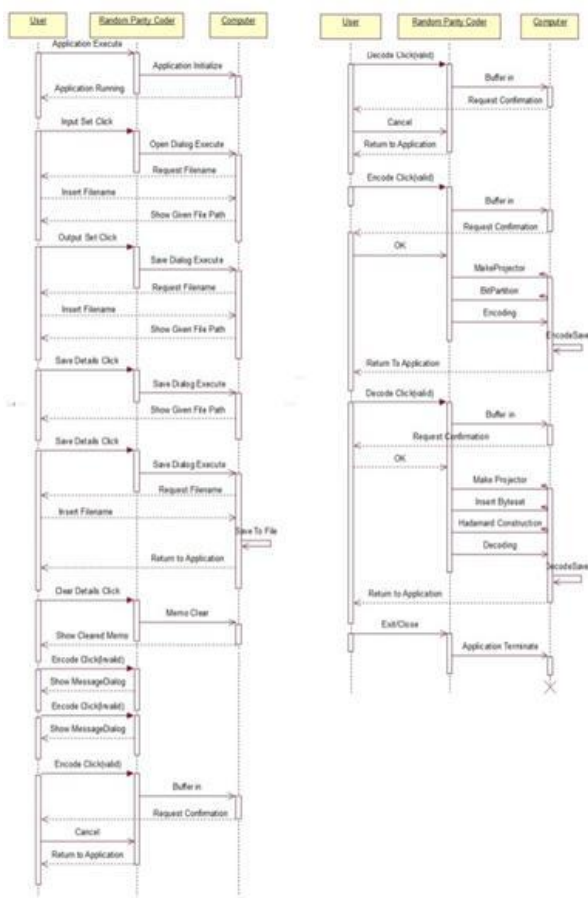 User Random Parity Coder Computer
Application Execute
Application Initialize
Application Running
Input Set Click
Open Dialog Execute
Request Filename
Insert Filename
Show Given File Path
Output Set Click
Save Dialog Execute
Request Filename
Insert Filename
Show Given File Path
Save Details Click
Save Dialog Execute
Show Given File Path
Save Details Click
Save Dialog Execute
Request Filename
Insert Filename
Save To File
Return to Application
Clear Details Click
Memo Clear
Show Cleared Memo
Encode Click(Invalid)
Show MessageDialog
Encode Click(Invalid)
Show MessageDialog
Encode Click(valid)
Buffer in
Request Confirmation
Cancel
Return to Application
User Random Parity Coder Computer
Decode Click(valid)
Buffer in
Request Confirmation
Cancel
Return to Application
Encode Click(valid)
Buffer in
Request Confirmation
OK
MakeProjector
BitPartition
Encoding
EncodeSave
Return To Application
Decode Click(valid)
Buffer in
Request Confirmation
OK
Make Projector
Insert Byteset
Hadamard Construction
Decoding
DecodeSave
Return to Application
Exit/Close
Application Terminate